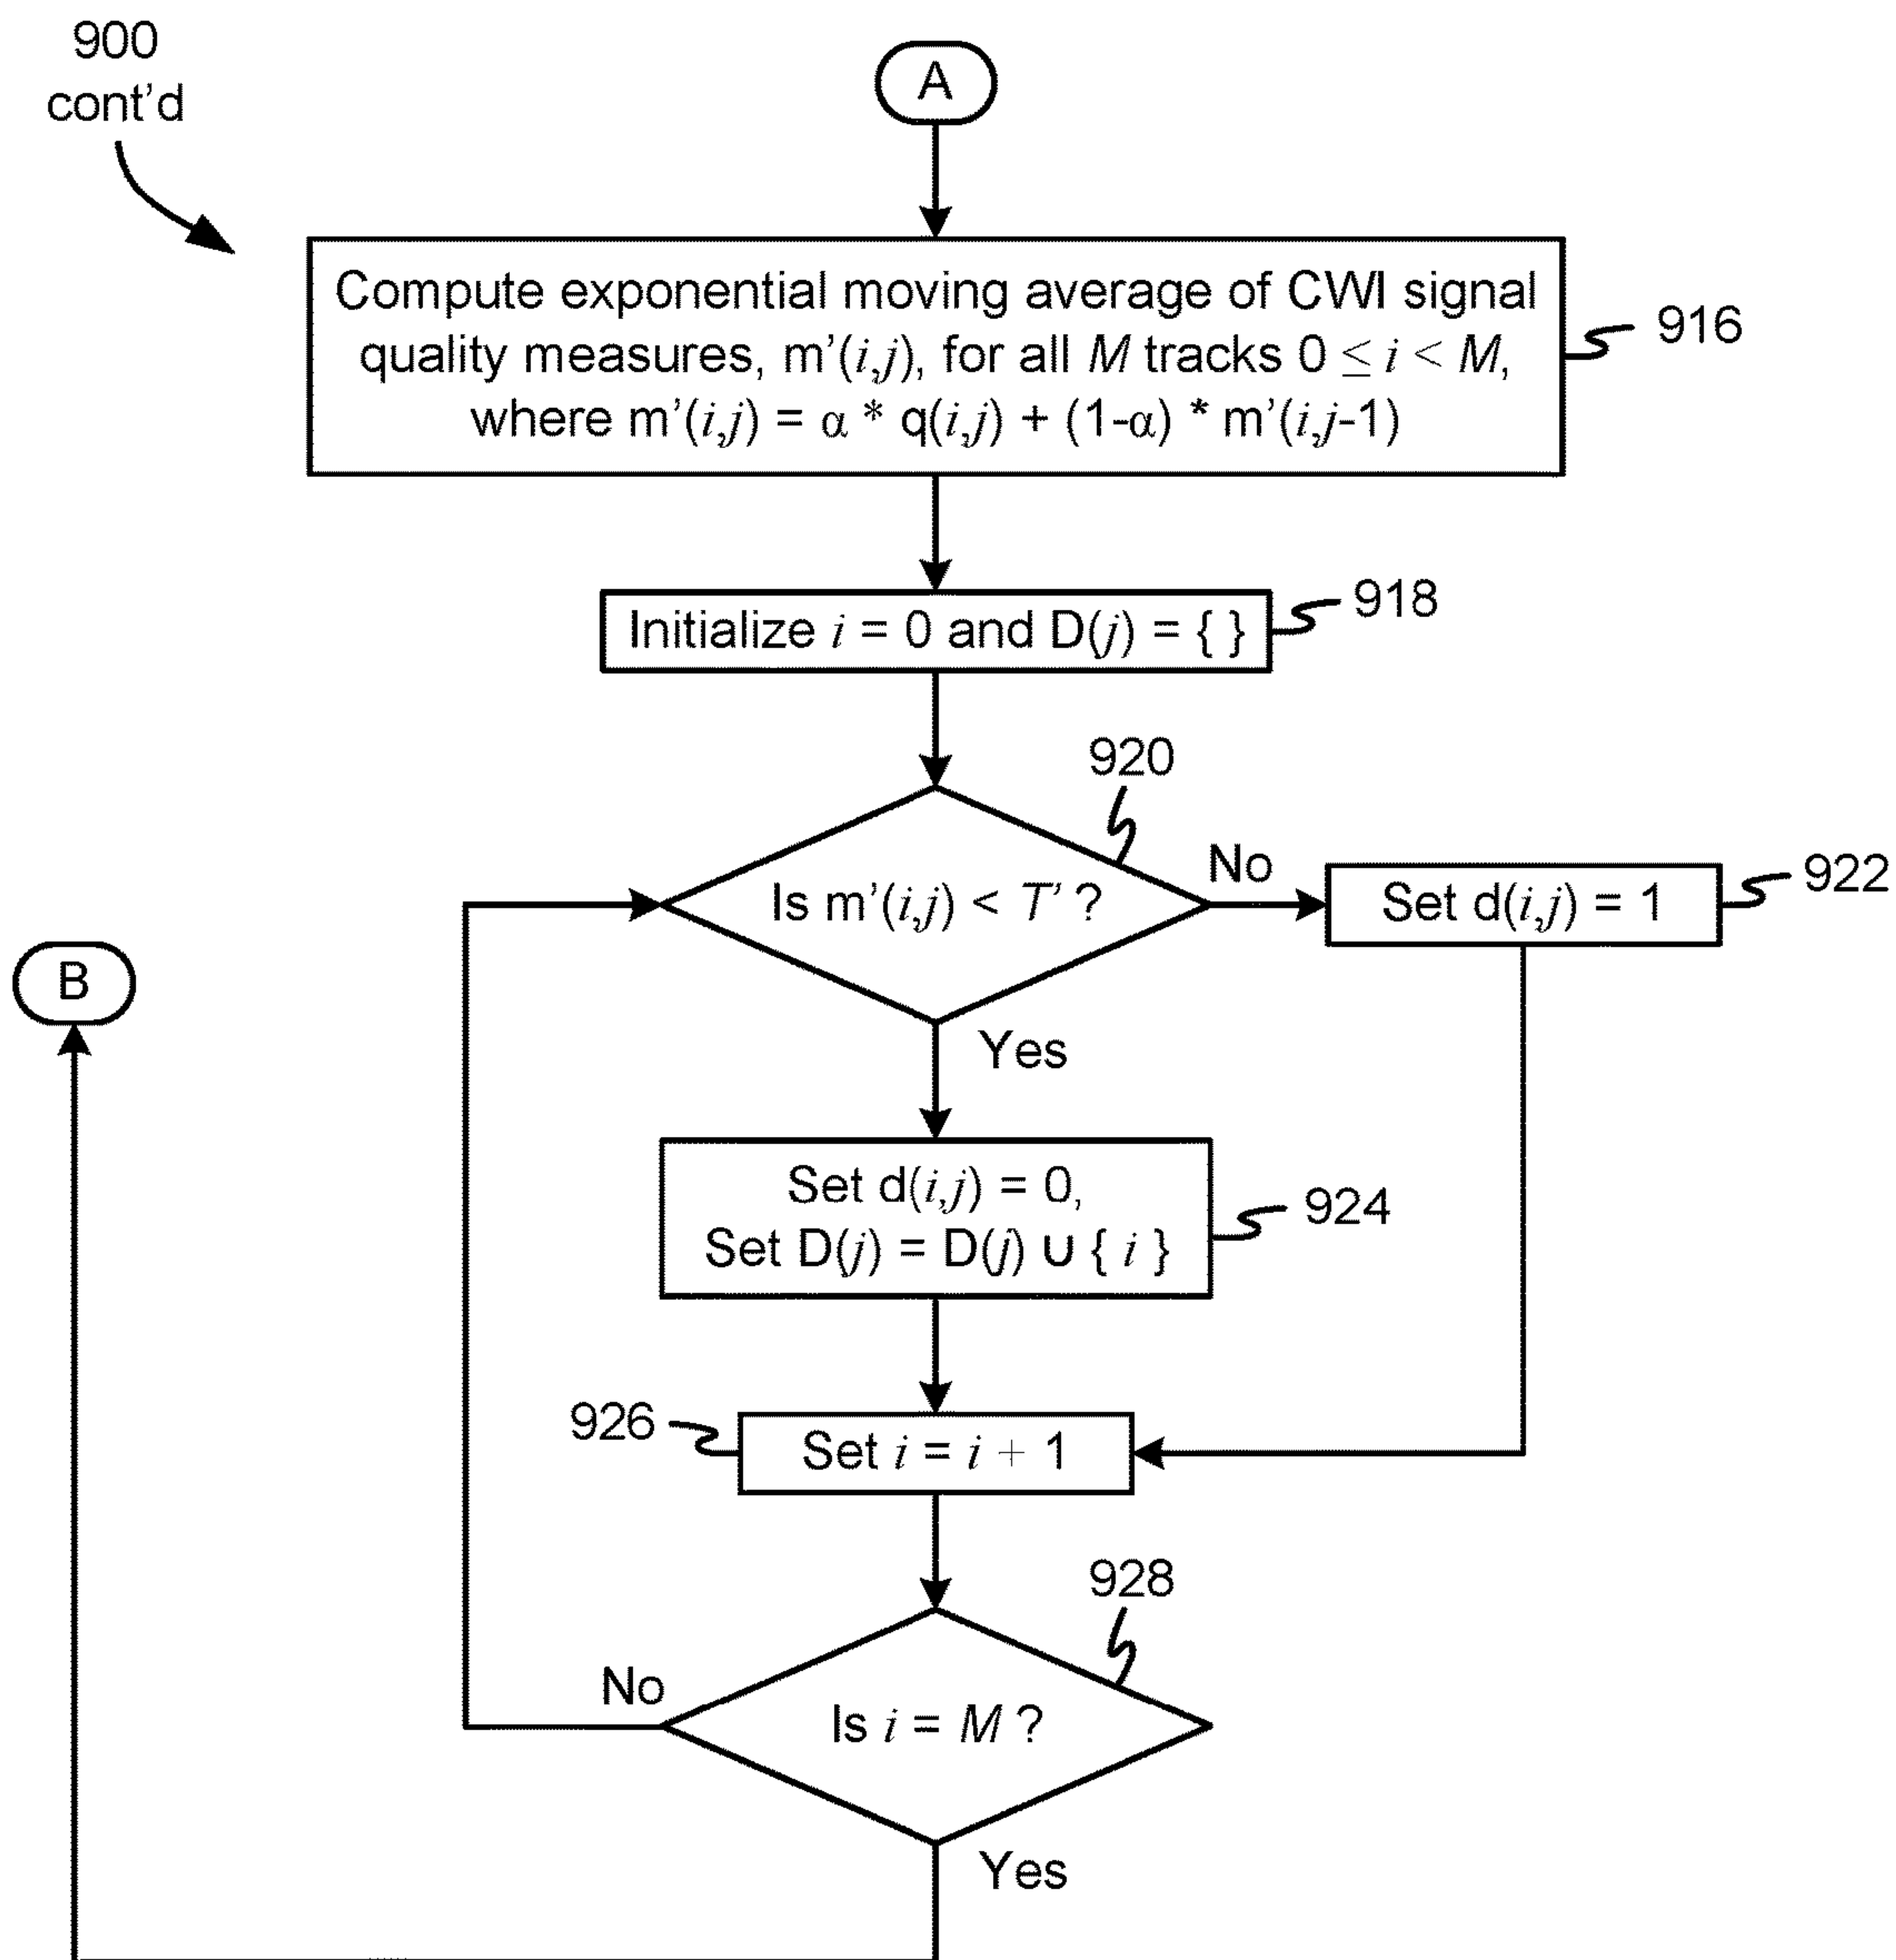 900
cont'd
A
Compute exponential moving average of CWI signal
quality measures, m'(i,j), for all M tracks 0 ≤ i < M,
where m'(i,j) = α * q(i,j) + (1-α) * m'(i,j-1)
916
Initialize i = 0 and D(j) = { }
918
920
Is m'(i,j) < T' ?
No
Set d(i,j) = 1
922
B
Yes
Set d(i,j) = 0,
Set D(j) = D(j) ∪ { i }
924
926
Set i = i + 1
928
No
Is i = M ?
Yes